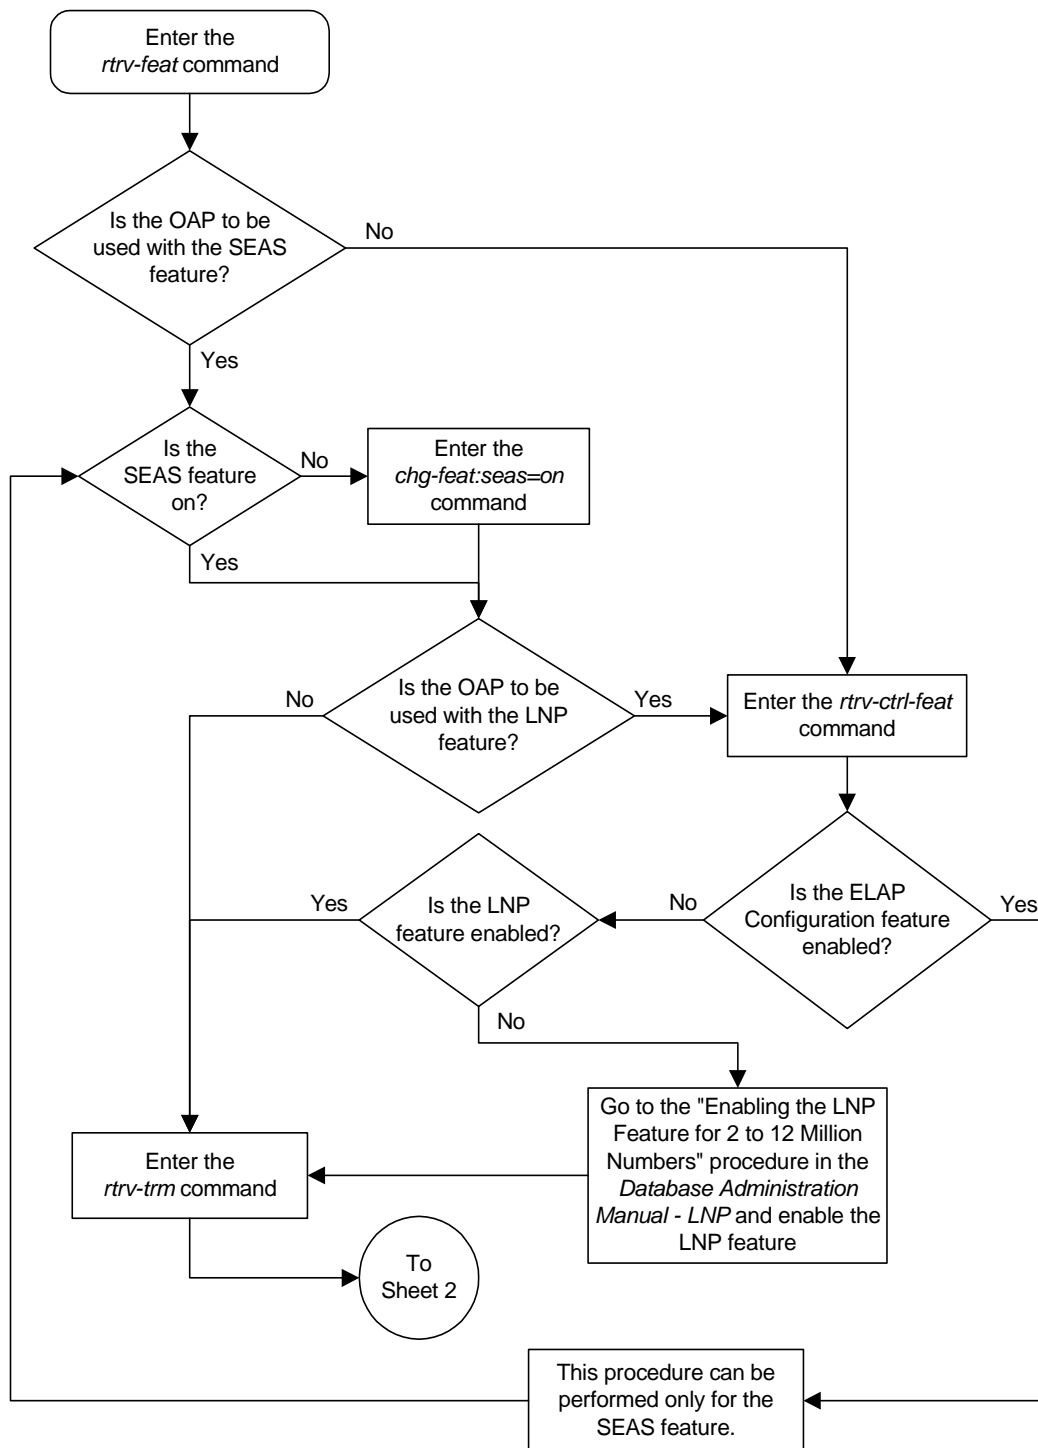 Enter the
rtrv-feat command
Is the OAP to be
used with the SEAS
feature?
No
Yes
Is the
SEAS feature
on?
No
Enter the
chg-feat:seas=on
command
Yes
No
Is the OAP to be
used with the LNP
feature?
Yes
Enter the rtrv-ctrl-feat
command
Yes
Is the LNP
feature enabled?
No
Is the ELAP
Configuration feature
enabled?
Yes
No
Enter the
rtrv-trm command
Go to the "Enabling the LNP
Feature for 2 to 12 Million
Numbers" procedure in the
Database Administration
Manual - LNP and enable the
LNP feature
To
Sheet 2
This procedure can be
performed only for the
SEAS feature.